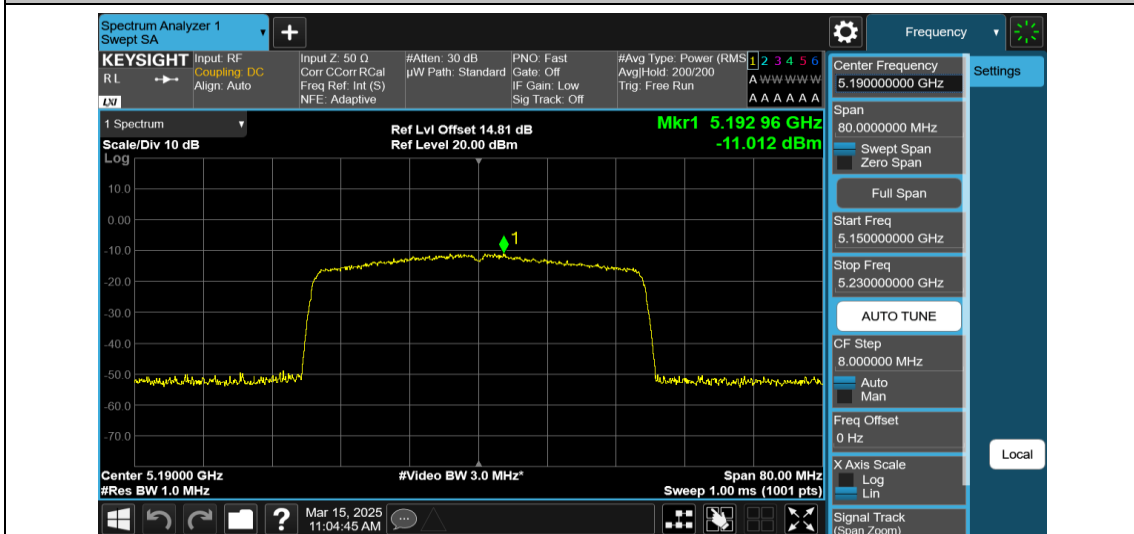 Spectrum Analyzer 1
Swept SA
Frequency
KEYSIGHT
R L
LXI
Input: RF
Coupling: DC
Align: Auto
Input Z: 50 Ω
Corr CCorr RCal
Freq Ref: Int (S)
NFE: Adaptive
#Atten: 30 dB
µW Path: Standard
PNO: Fast
Gate: Off
IF Gain: Low
Sig Track: Off
#Avg Type: Power (RMS
Avg|Hold: 200/200
Trig: Free Run
1 2 3 4 5 6
A W W W W W
A A A A A A
1 Spectrum
Scale/Div 10 dB
Log
Ref Lvl Offset 14.81 dB
Ref Level 20.00 dBm
Mkr1 5.192 96 GHz
-11.012 dBm
10.0
0.00
-10.0
-20.0
-30.0
-40.0
-50.0
-60.0
-70.0
1
Center 5.19000 GHz
#Res BW 1.0 MHz
#Video BW 3.0 MHz*
Span 80.00 MHz
Sweep 1.00 ms (1001 pts)
Mar 15, 2025
11:04:45 AM
Center Frequency
5.190000000 GHz
Settings
Span
80.0000000 MHz
Swept Span
Zero Span
Full Span
Start Freq
5.150000000 GHz
Stop Freq
5.230000000 GHz
AUTO TUNE
CF Step
8.000000 MHz
Auto
Man
Freq Offset
0 Hz
X Axis Scale
Log
Lin
Signal Track
(Span Zoom)
Local